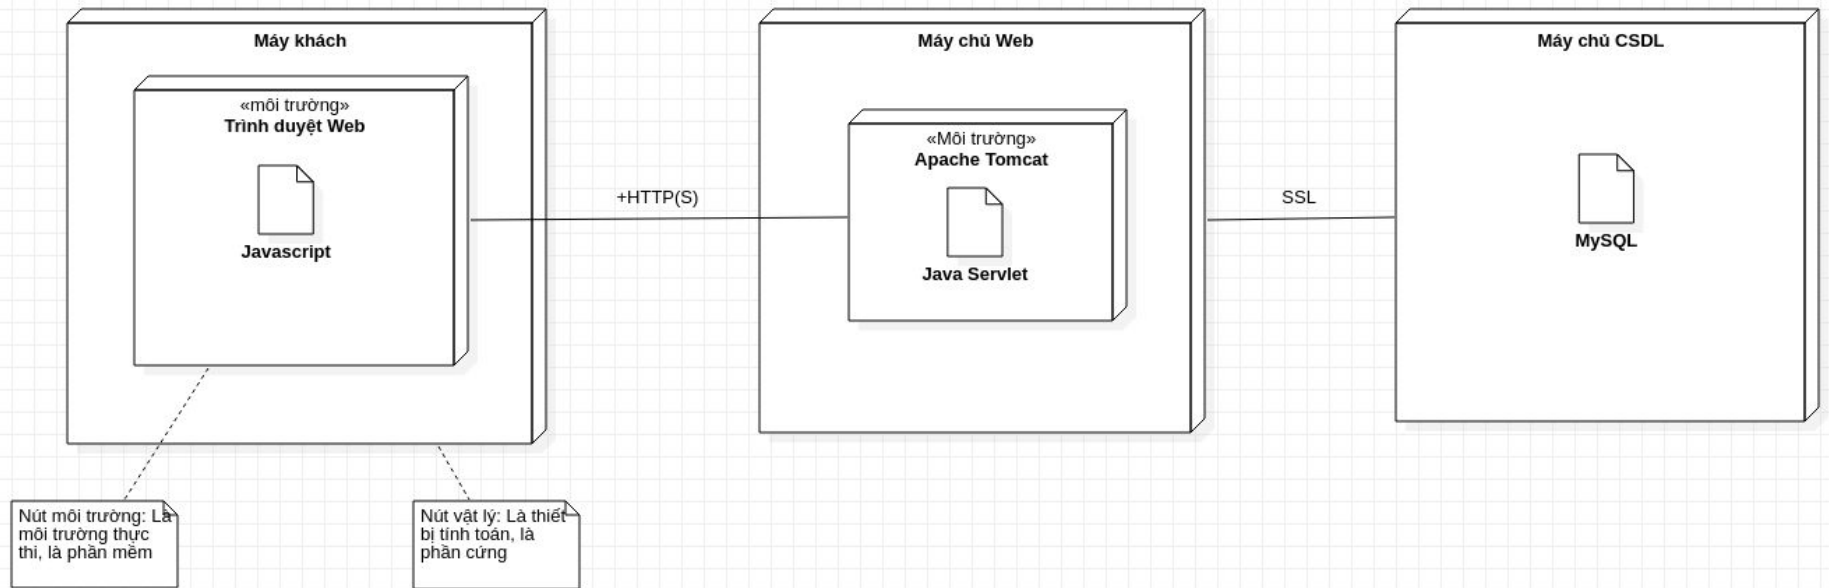 Máy khách
«môi trường»
Trình duyệt Web
Javascript
+HTTP(S)
Máy chủ Web
«Môi trường»
Apache Tomcat
Java Servlet
SSL
Máy chủ CSDL
MySQL
Nút môi trường: Là
môi trường thực
thi, là phần mềm
Nút vật lý: Là thiết
bị tính toán, là
phần cứng